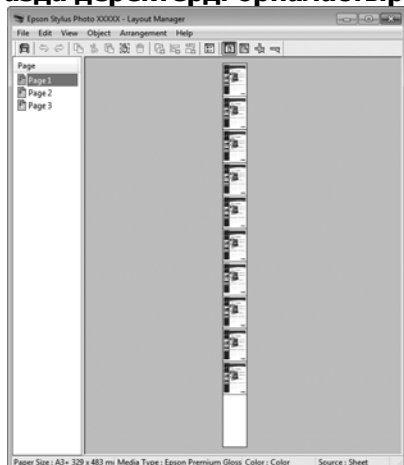 Epson Stylus Photo XXXXX - Layout Manager
File Edit View Object Arrangement Help
Page
Page 1
Page 2
Page 3
Paper Size : A3+ 329 x 483 mi Media Type : Epson Premium Gloss Color : Color Source : Sheet